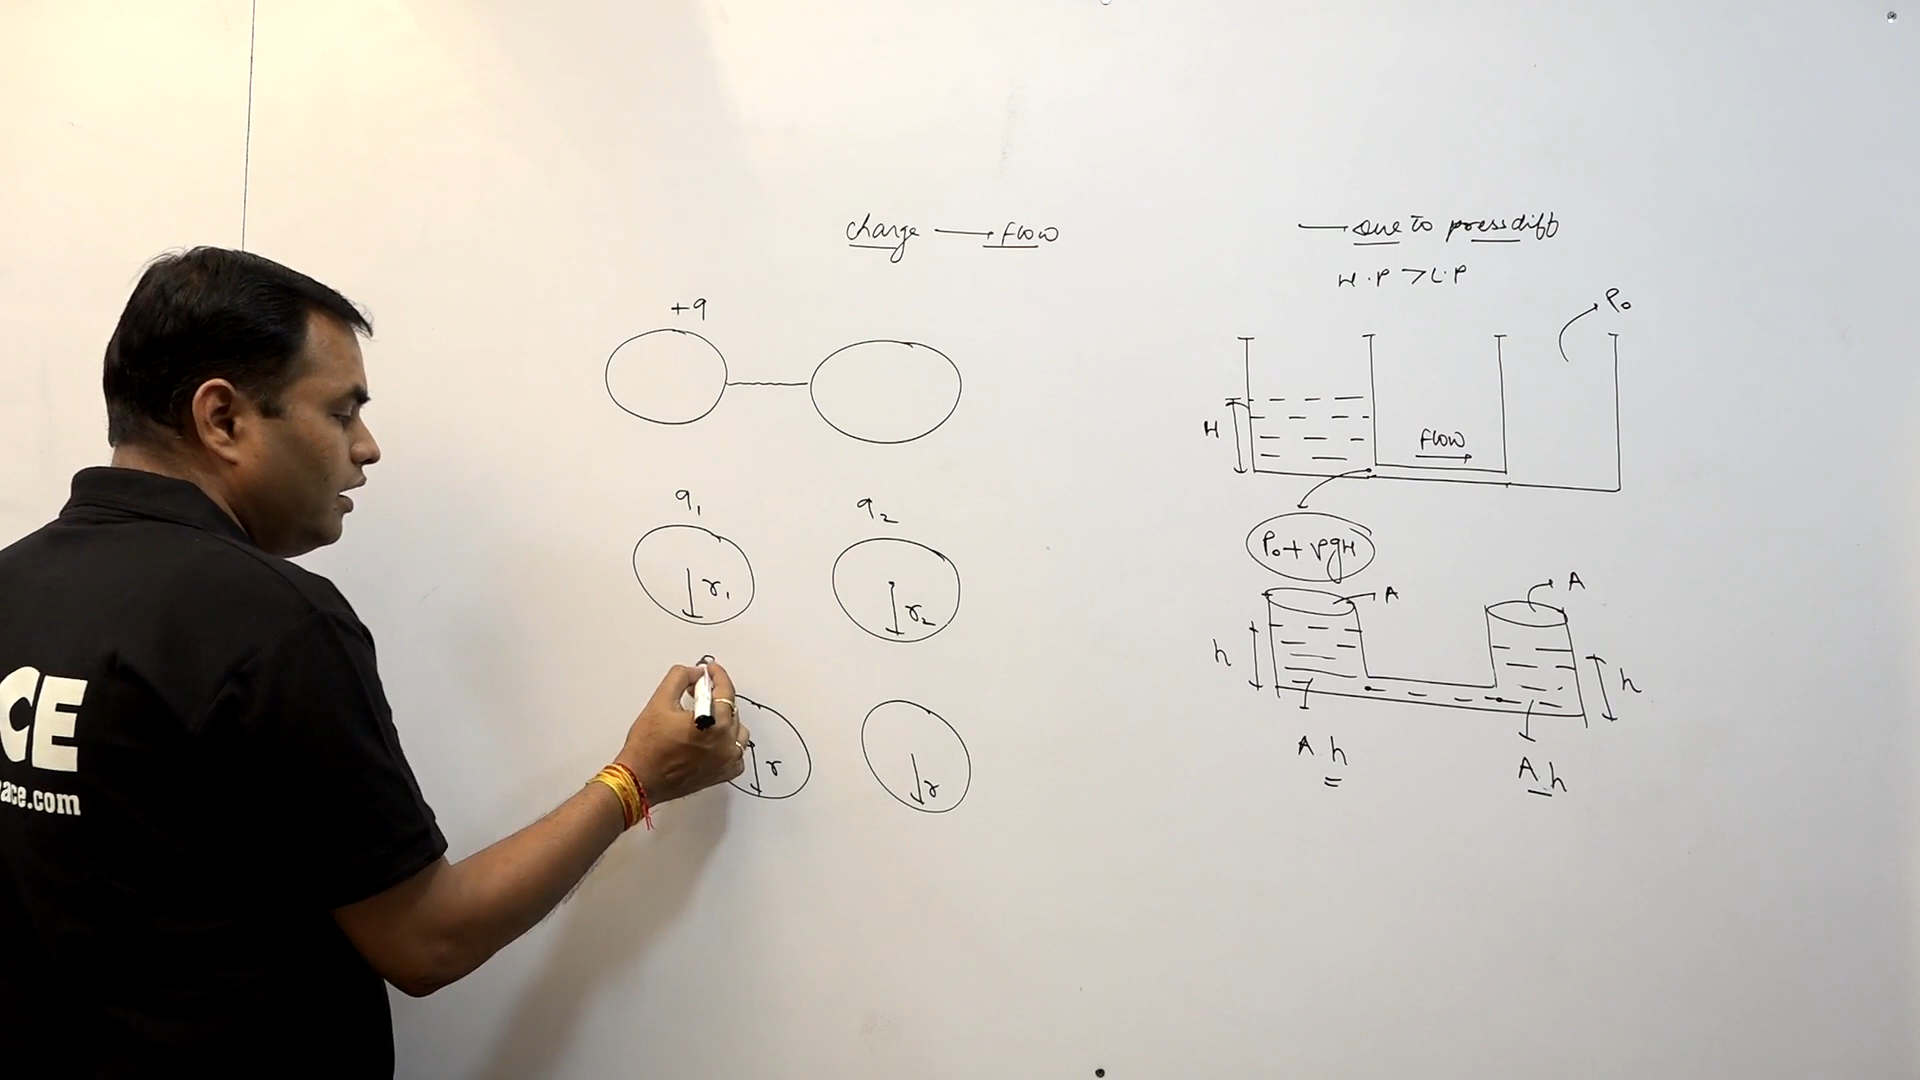 charge → flow
→ due to press diff
H.P > L.P
+q
P₀
H
flow
q₁
q₂
P₀ + ρgH
r₁
r₂
A
A
h
h
r
r
A h
A h
CE
ace.com